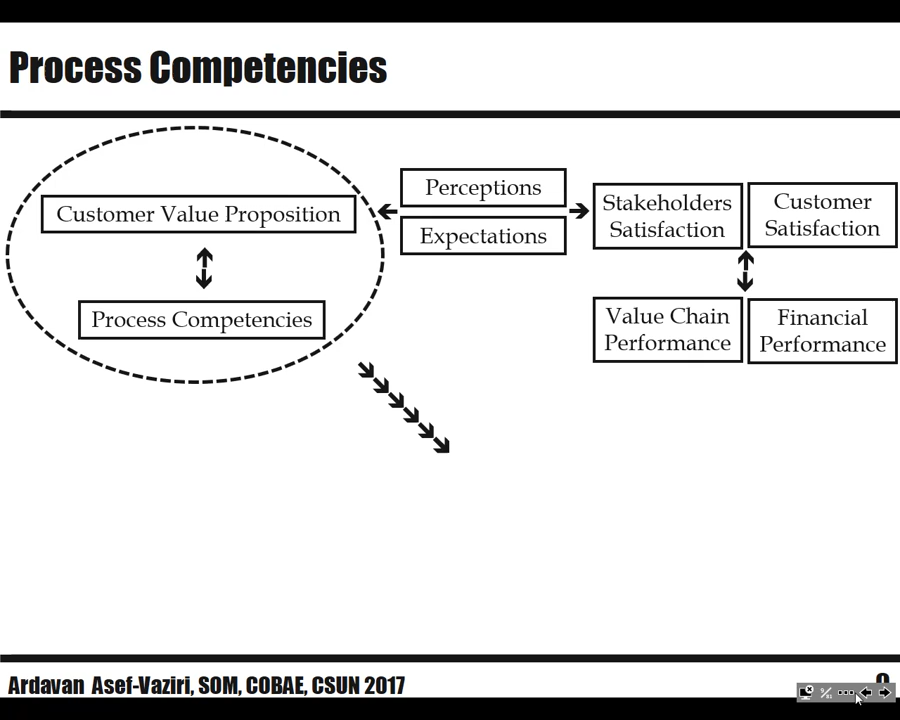 Process Competencies
Customer Value Proposition
Process Competencies
Perceptions
Expectations
Stakeholders
Satisfaction
Customer
Satisfaction
Value Chain
Performance
Financial
Performance
Ardavan Asef-Vaziri, SOM, COBAE, CSUN 2017